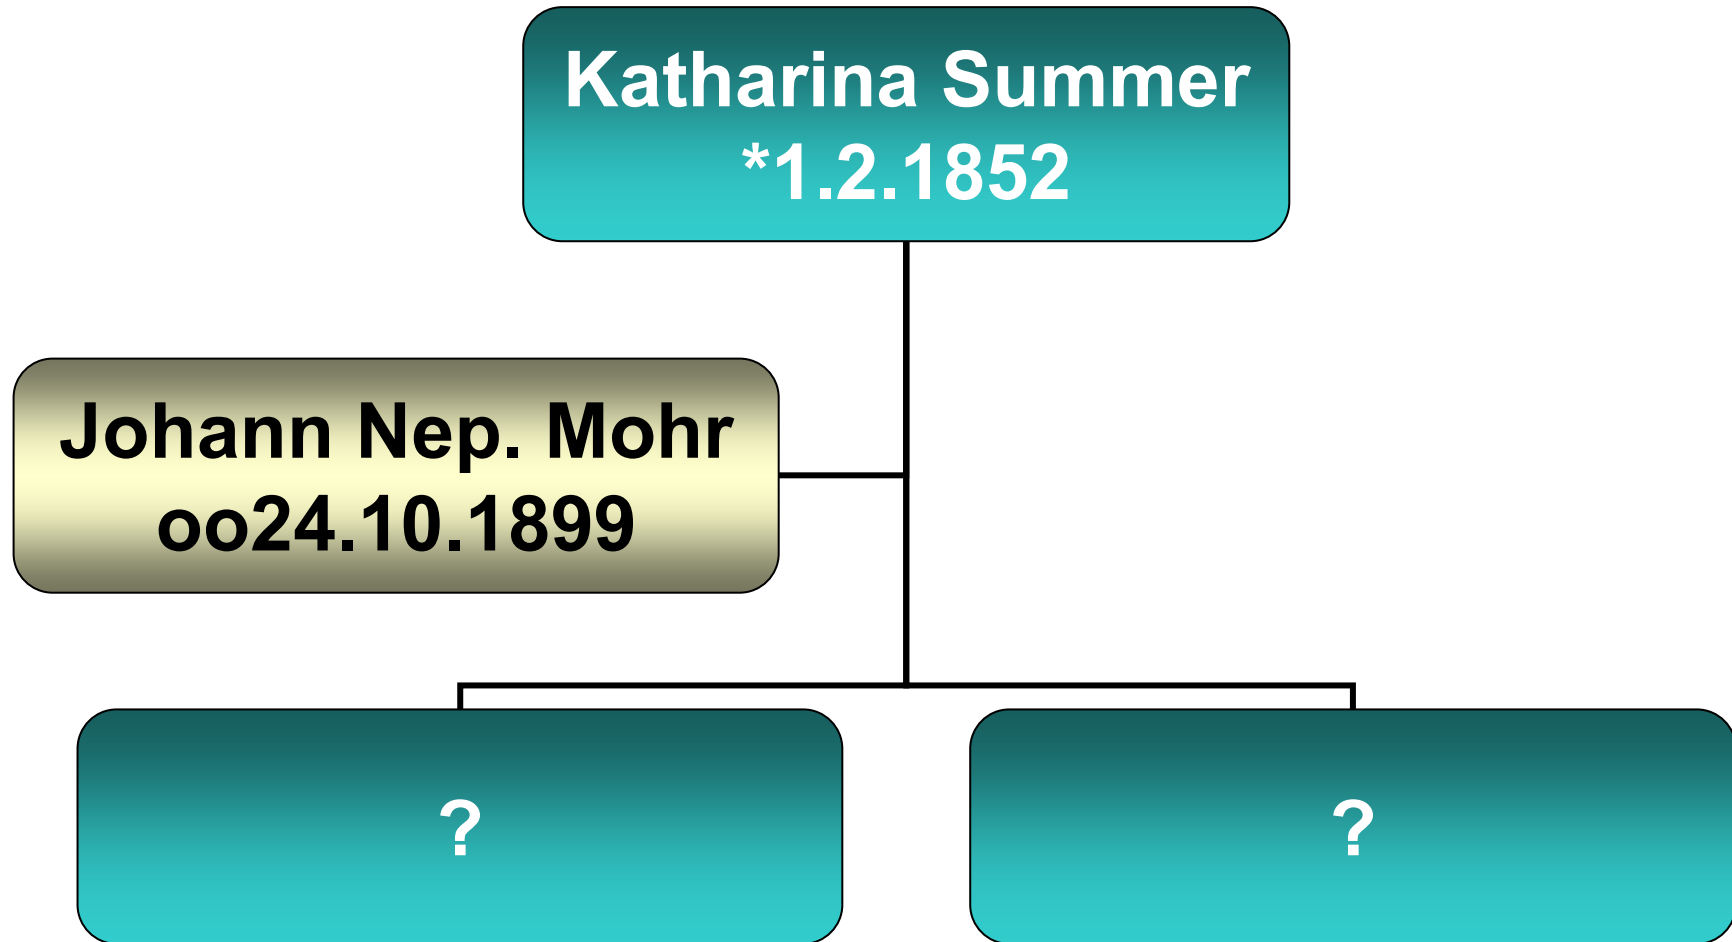 Katharina Summer
*1.2.1852
Johann Nep. Mohr
oo24.10.1899
?
?